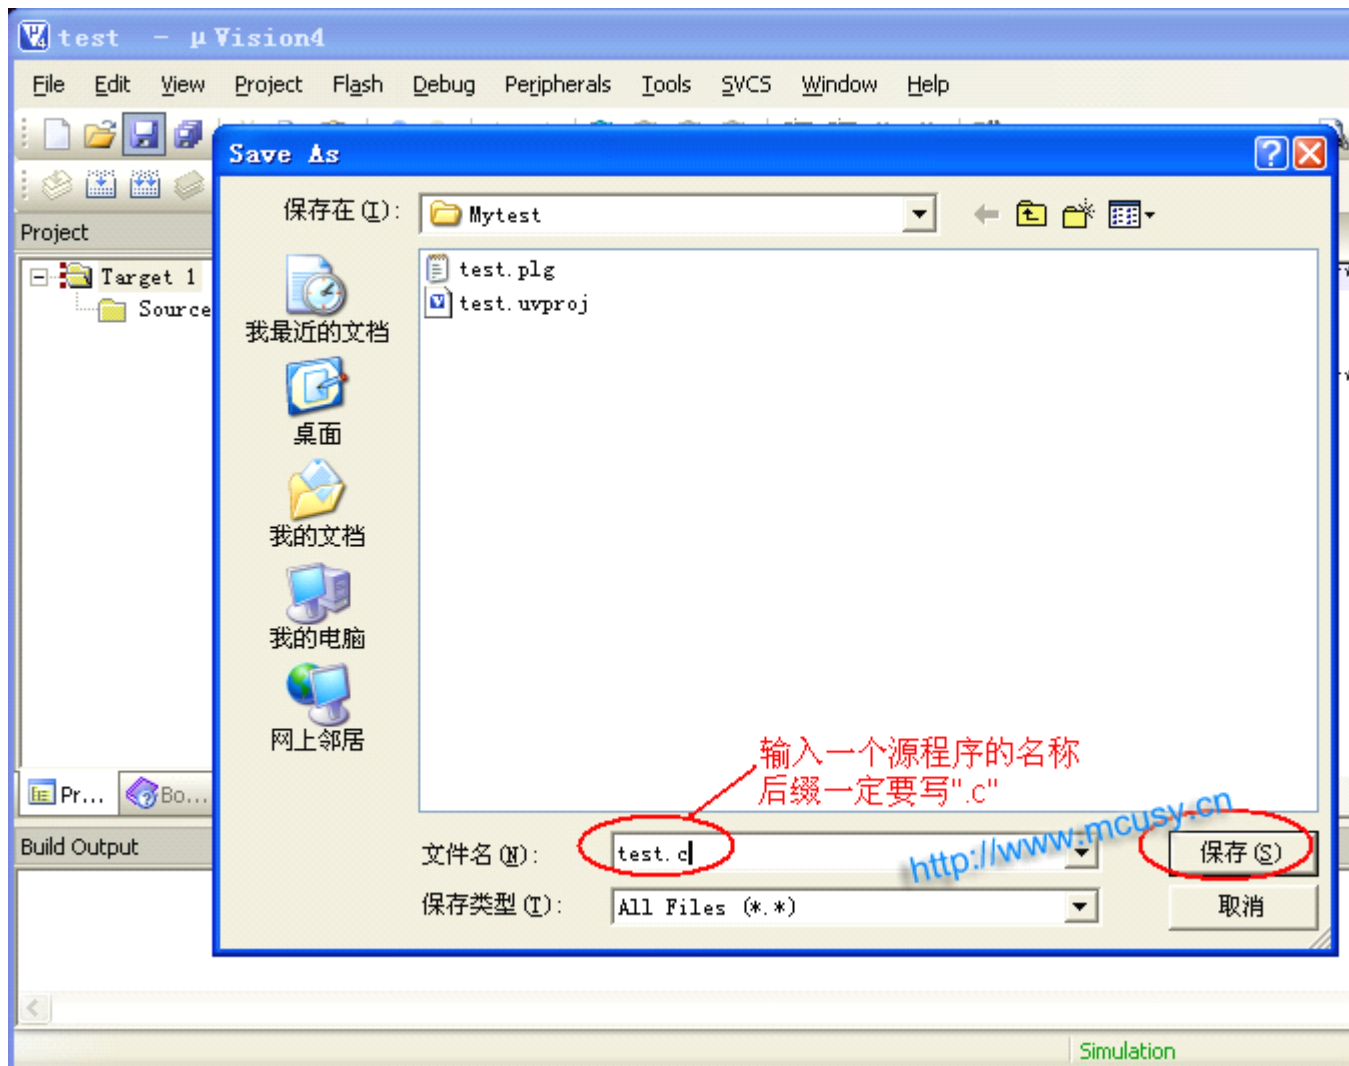 test - μVision4
File Edit View Project Flash Debug Peripherals Tools SVCS Window Help
Save As
保存在(I):
Mytest
Project
Target 1
Source
test.plg
test.uvproj
我最近的文档
桌面
我的文档
我的电脑
网上邻居
输入一个源程序的名称
后缀一定要写".c"
Pr... Bo...
http://www.mcusy.cn
Build Output
文件名(N):
test.c
保存(S)
保存类型(T):
All Files (*.*)
取消
Simulation